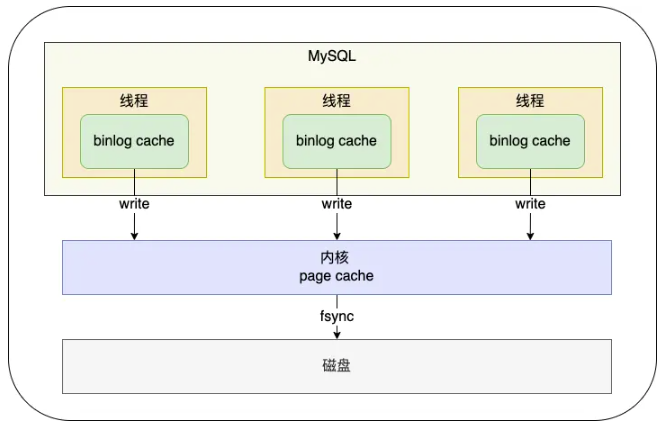 MySQL
线程
线程
线程
binlog cache
binlog cache
binlog cache
write
write
write
内核
page cache
fsync
磁盘